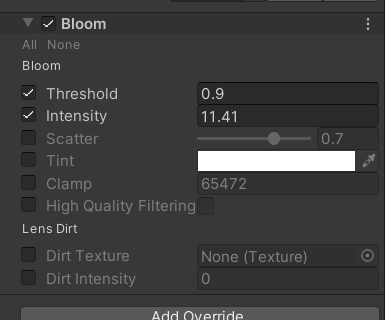 Bloom
All None
Bloom
Threshold 0.9
Intensity 11.41
Scatter 0.7
Tint
Clamp 65472
High Quality Filtering
Lens Dirt
Dirt Texture None (Texture)
Dirt Intensity 0
Add Override